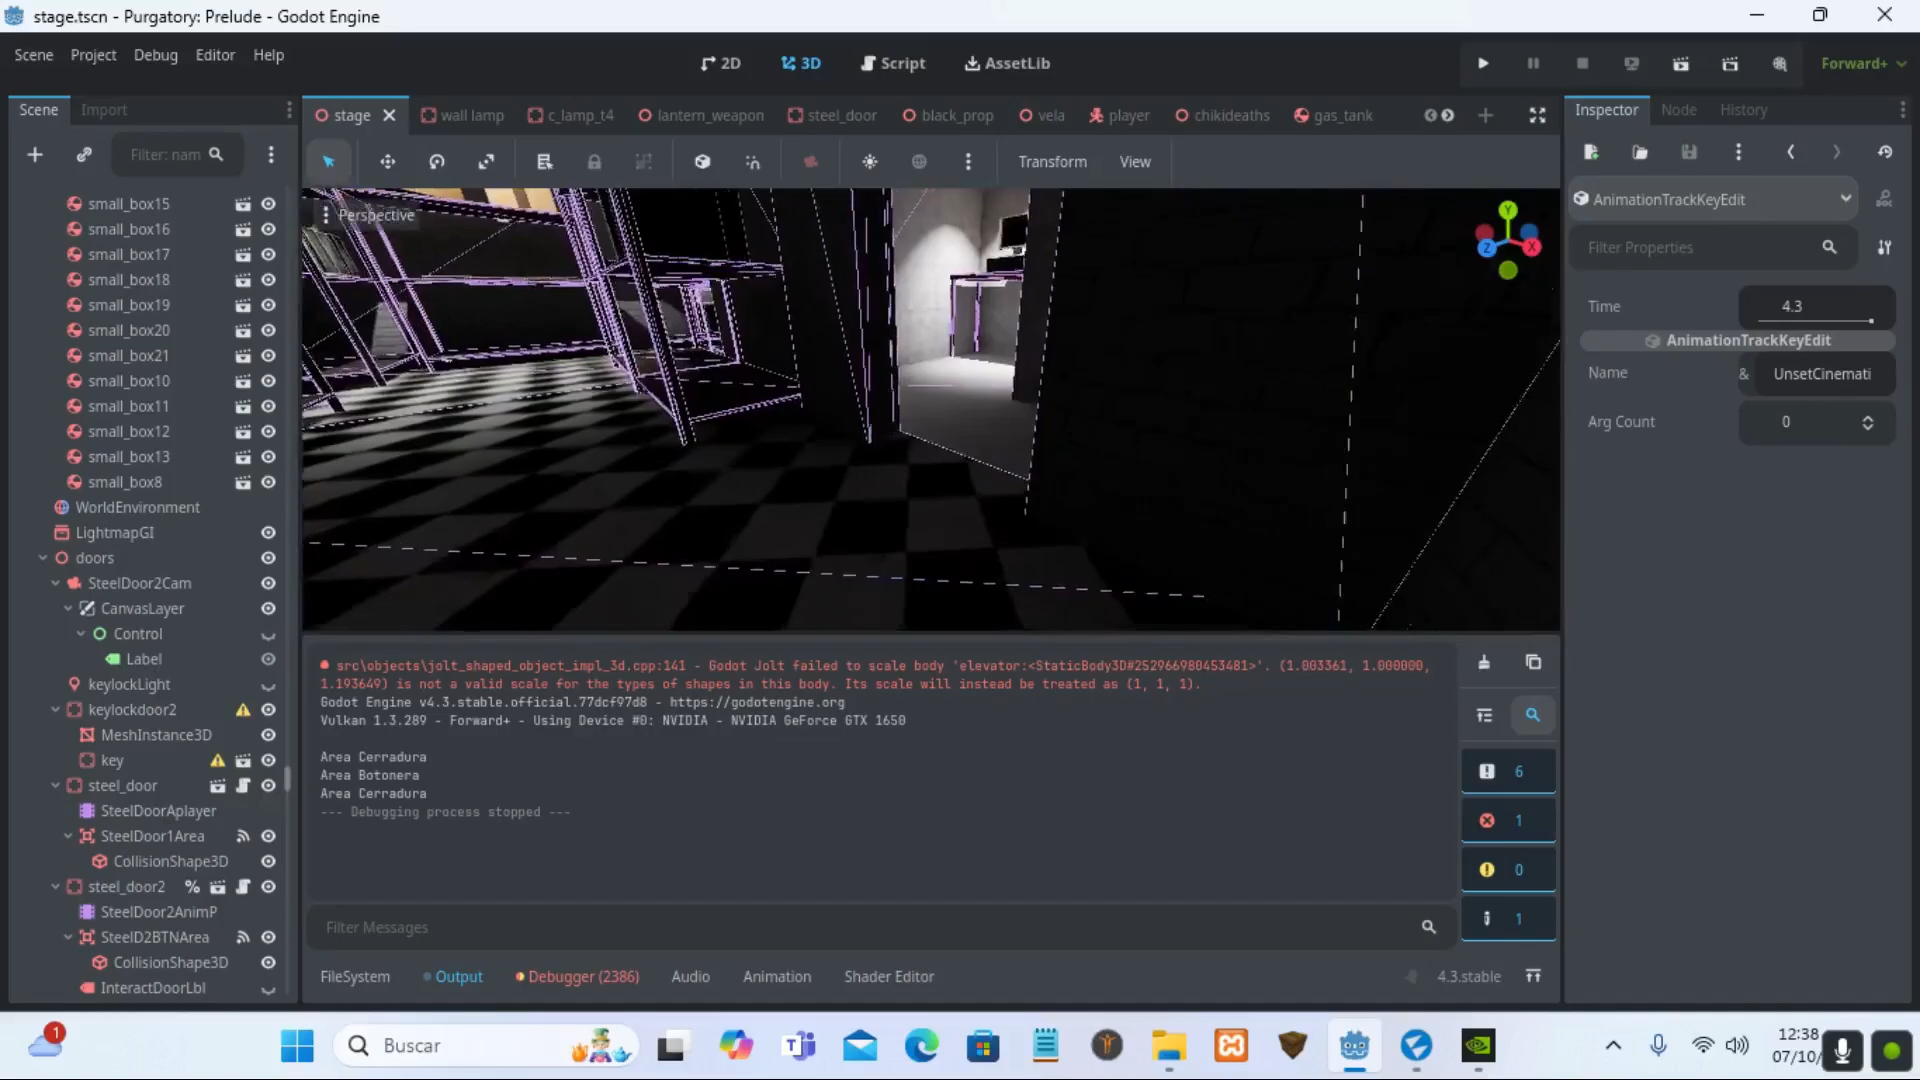 stage.tscn - Purgatory: Prelude - Godot Engine
Scene Project Debug Editor Help
2D 3D Script AssetLib
Forward+
Scene Import
stage wall lamp c_lamp_t4 lantern_weapon steel_door black_prop vela player chikideaths gas_tank
Inspector Node History
Filter: nam
Transform View
AnimationTrackKeyEdit
Filter Properties
Time 4.3
AnimationTrackKeyEdit
Name & UnsetCinemati
Arg Count 0
Perspective
Y
Z X
small_box15
small_box16
small_box17
small_box18
small_box19
small_box20
small_box21
small_box10
small_box11
small_box12
small_box13
small_box8
WorldEnvironment
LightmapGI
doors
SteelDoor2Cam
CanvasLayer
Control
Label
keylockLight
keylockdoor2
MeshInstance3D
key
steel_door
SteelDoorAplayer
SteelDoor1Area
CollisionShape3D
steel_door2 %
SteelDoor2AnimP
SteelD2BTNArea
CollisionShape3D
InteractDoorLbl
src\objects\jolt_shaped_object_impl_3d.cpp:141 - Godot Jolt failed to scale body 'elevator:<StaticBody3D#252966980453481>'. (1.003361, 1.000000,
1.193649) is not a valid scale for the types of shapes in this body. Its scale will instead be treated as (1, 1, 1).
Godot Engine v4.3.stable.official.77dcf97d8 - https://godotengine.org
Vulkan 1.3.289 - Forward+ - Using Device #0: NVIDIA - NVIDIA GeForce GTX 1650
Area Cerradura
Area Botonera
Area Cerradura
--- Debugging process stopped ---
6
1
0
1
Filter Messages
FileSystem Output Debugger (2386) Audio Animation Shader Editor
4.3.stable
1
Buscar
12:38
07/10/